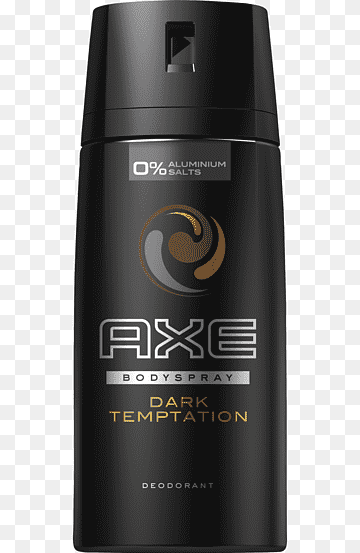 0% ALUMINIUM
SALTS
AXE
BODYSPRAY
DARK
TEMPTATION
DEODORANT